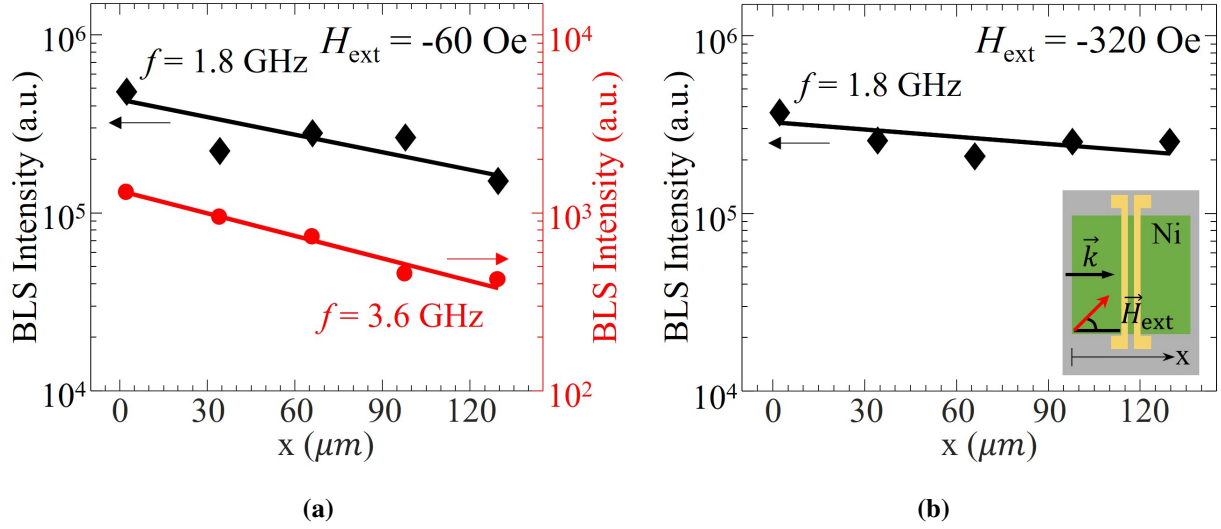 H_ext = -60 Oe
f = 1.8 GHz
f = 3.6 GHz
BLS Intensity (a.u.)
10^6
10^5
10^4
BLS Intensity (a.u.)
10^4
10^3
10^2
0 30 60 90 120
x (μm)
(a)
H_ext = -320 Oe
f = 1.8 GHz
BLS Intensity (a.u.)
10^6
10^5
10^4
Ni
k⃗
H⃗_ext
x
0 30 60 90 120
x (μm)
(b)